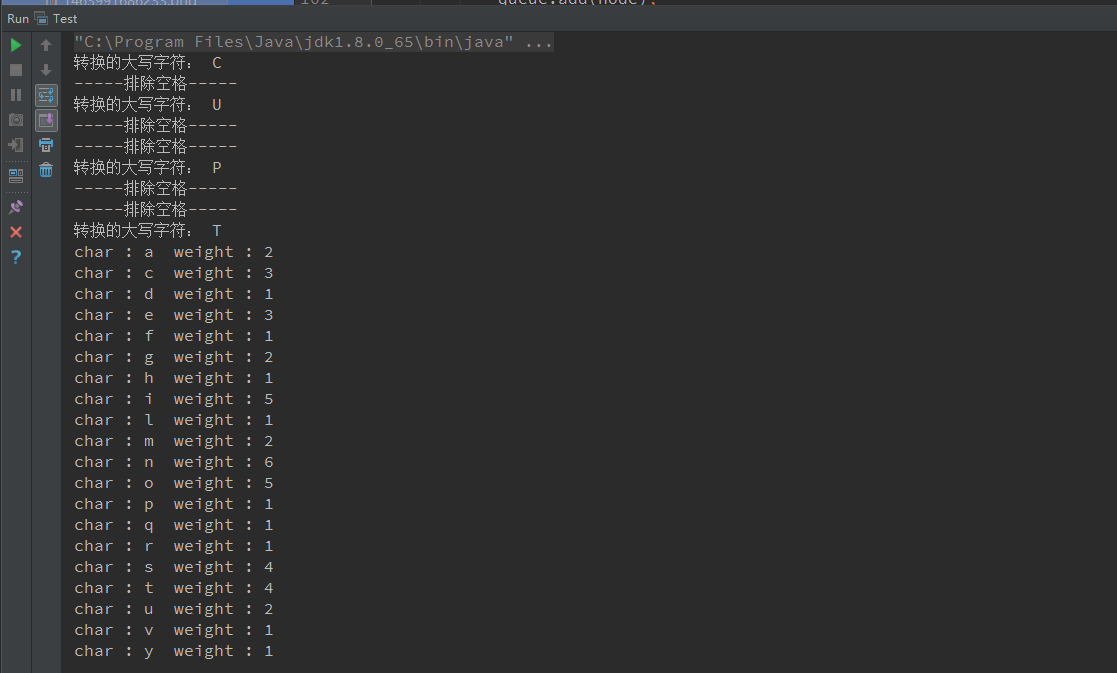 queue.add(node);
Run Test
"C:\Program Files\Java\jdk1.8.0_65\bin\java" ...
转换的大写字符： C
-----排除空格-----
转换的大写字符： U
-----排除空格-----
-----排除空格-----
转换的大写字符： P
-----排除空格-----
-----排除空格-----
转换的大写字符： T
char : a  weight : 2
char : c  weight : 3
char : d  weight : 1
char : e  weight : 3
char : f  weight : 1
char : g  weight : 2
char : h  weight : 1
char : i  weight : 5
char : l  weight : 1
char : m  weight : 2
char : n  weight : 6
char : o  weight : 5
char : p  weight : 1
char : q  weight : 1
char : r  weight : 1
char : s  weight : 4
char : t  weight : 4
char : u  weight : 2
char : v  weight : 1
char : y  weight : 1